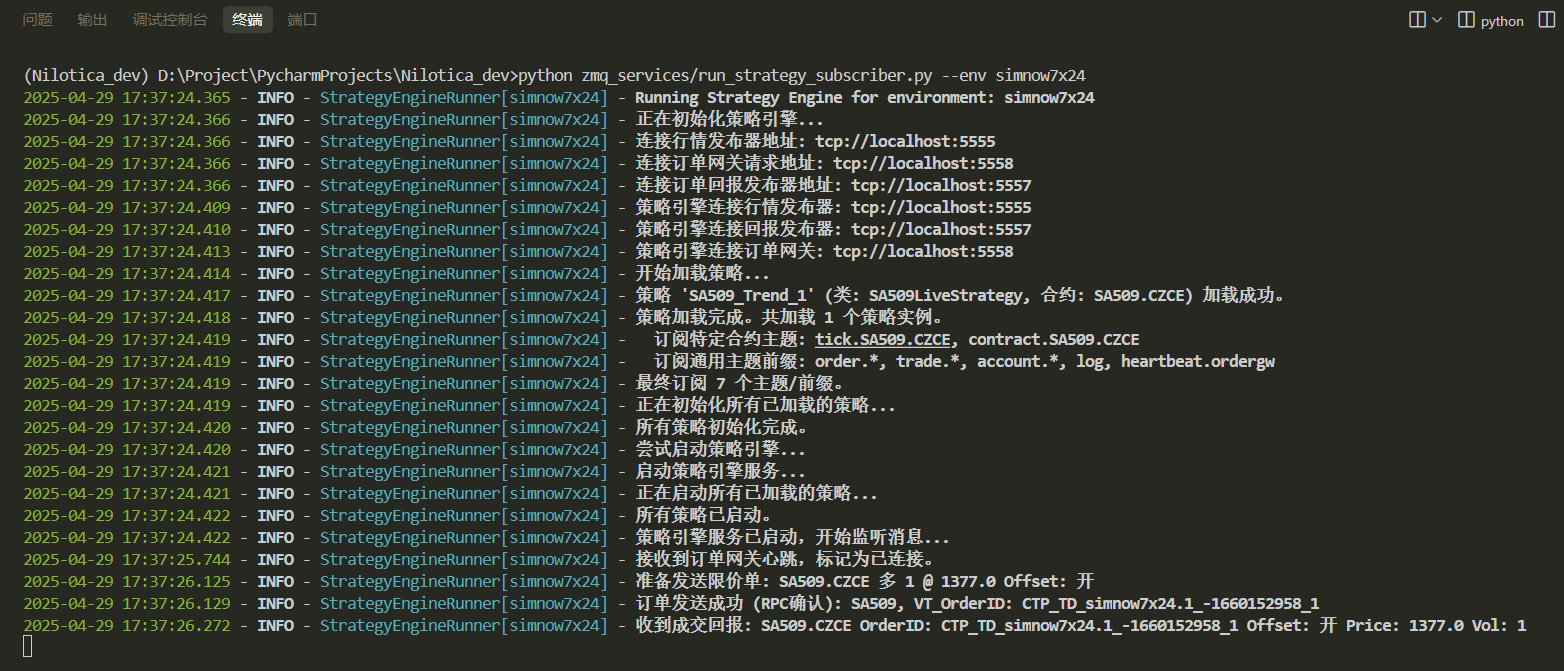 问题 输出 调试控制台 终端 端口 python
(Nilotica_dev) D:\Project\PycharmProjects\Nilotica_dev>python zmq_services/run_strategy_subscriber.py --env simnow7x24
2025-04-29 17:37:24.365 - INFO - StrategyEngineRunner[simnow7x24] - Running Strategy Engine for environment: simnow7x24
2025-04-29 17:37:24.366 - INFO - StrategyEngineRunner[simnow7x24] - 正在初始化策略引擎...
2025-04-29 17:37:24.366 - INFO - StrategyEngineRunner[simnow7x24] - 连接行情发布器地址: tcp://localhost:5555
2025-04-29 17:37:24.366 - INFO - StrategyEngineRunner[simnow7x24] - 连接订单网关请求地址: tcp://localhost:5558
2025-04-29 17:37:24.366 - INFO - StrategyEngineRunner[simnow7x24] - 连接订单回报发布器地址: tcp://localhost:5557
2025-04-29 17:37:24.409 - INFO - StrategyEngineRunner[simnow7x24] - 策略引擎连接行情发布器: tcp://localhost:5555
2025-04-29 17:37:24.410 - INFO - StrategyEngineRunner[simnow7x24] - 策略引擎连接回报发布器: tcp://localhost:5557
2025-04-29 17:37:24.413 - INFO - StrategyEngineRunner[simnow7x24] - 策略引擎连接订单网关: tcp://localhost:5558
2025-04-29 17:37:24.414 - INFO - StrategyEngineRunner[simnow7x24] - 开始加载策略...
2025-04-29 17:37:24.417 - INFO - StrategyEngineRunner[simnow7x24] - 策略 'SA509_Trend_1' (类: SA509LiveStrategy, 合约: SA509.CZCE) 加载成功。
2025-04-29 17:37:24.418 - INFO - StrategyEngineRunner[simnow7x24] - 策略加载完成。共加载 1 个策略实例。
2025-04-29 17:37:24.419 - INFO - StrategyEngineRunner[simnow7x24] -   订阅特定合约主题: tick.SA509.CZCE, contract.SA509.CZCE
2025-04-29 17:37:24.419 - INFO - StrategyEngineRunner[simnow7x24] -   订阅通用主题前缀: order.*, trade.*, account.*, log, heartbeat.ordergw
2025-04-29 17:37:24.419 - INFO - StrategyEngineRunner[simnow7x24] - 最终订阅 7 个主题/前缀。
2025-04-29 17:37:24.419 - INFO - StrategyEngineRunner[simnow7x24] - 正在初始化所有已加载的策略...
2025-04-29 17:37:24.420 - INFO - StrategyEngineRunner[simnow7x24] - 所有策略初始化完成。
2025-04-29 17:37:24.420 - INFO - StrategyEngineRunner[simnow7x24] - 尝试启动策略引擎...
2025-04-29 17:37:24.421 - INFO - StrategyEngineRunner[simnow7x24] - 启动策略引擎服务...
2025-04-29 17:37:24.421 - INFO - StrategyEngineRunner[simnow7x24] - 正在启动所有已加载的策略...
2025-04-29 17:37:24.422 - INFO - StrategyEngineRunner[simnow7x24] - 所有策略已启动。
2025-04-29 17:37:24.422 - INFO - StrategyEngineRunner[simnow7x24] - 策略引擎服务已启动，开始监听消息...
2025-04-29 17:37:25.744 - INFO - StrategyEngineRunner[simnow7x24] - 接收到订单网关心跳，标记为已连接。
2025-04-29 17:37:26.125 - INFO - StrategyEngineRunner[simnow7x24] - 准备发送限价单: SA509.CZCE 多 1 @ 1377.0 Offset: 开
2025-04-29 17:37:26.129 - INFO - StrategyEngineRunner[simnow7x24] - 订单发送成功 (RPC确认): SA509, VT_OrderID: CTP_TD_simnow7x24.1_-1660152958_1
2025-04-29 17:37:26.272 - INFO - StrategyEngineRunner[simnow7x24] - 收到成交回报: SA509.CZCE OrderID: CTP_TD_simnow7x24.1_-1660152958_1 Offset: 开 Price: 1377.0 Vol: 1